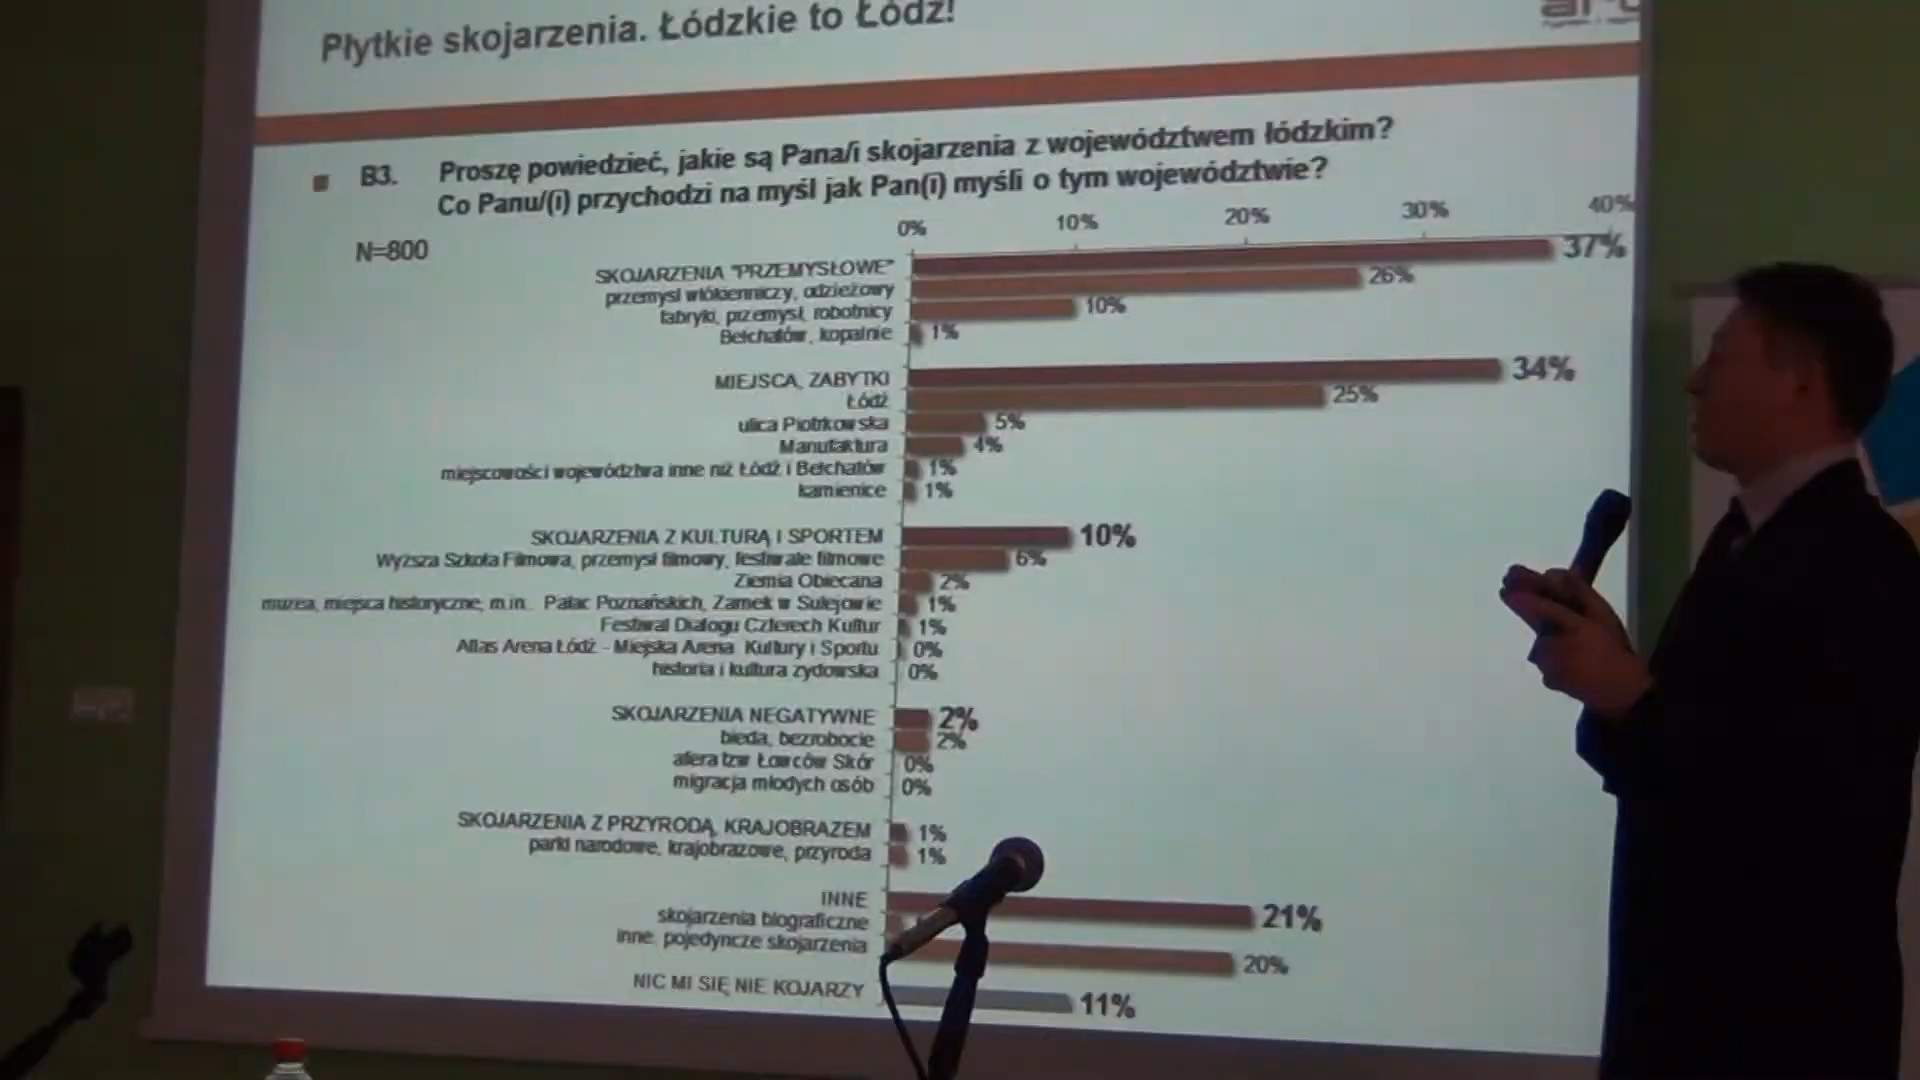 Płytkie skojarzenia. Łódzkie to Łódź!
B3. Proszę powiedzieć, jakie są Pana/i skojarzenia z województwem łódzkim?
Co Panu/(i) przychodzi na myśl jak Pan(i) myśli o tym województwie?
N=800
0% 10% 20% 30% 40%
SKOJARZENIA "PRZEMYSŁOWE" 37%
przemysł włókienniczy, odzieżowy 26%
fabryki, przemysł, robotnicy 10%
Bełchatów, kopalnie 1%
MIEJSCA, ZABYTKI 34%
Łódź 25%
ulica Piotrkowska 5%
Manufaktura 4%
miejscowości województwa inne niż Łódź i Bełchatów 1%
kamienice 1%
SKOJARZENIA Z KULTURĄ I SPORTEM 10%
Wyższa Szkoła Filmowa, przemysł filmowy, festiwale filmowe 6%
Ziemia Obiecana 2%
muzea, miejsca historyczne, m.in. Pałac Poznańskich, Zamek w Sulejowie 1%
Festiwal Dialogu Czterech Kultur 1%
Atlas Arena Łódź - Miejska Arena Kultury i Sportu 0%
historia i kultura żydowska 0%
SKOJARZENIA NEGATYWNE 2%
bieda, bezrobocie 2%
afera tzw Łowców Skór 0%
migracja młodych osób 0%
SKOJARZENIA Z PRZYRODĄ, KRAJOBRAZEM 1%
parki narodowe, krajobrazowe, przyroda 1%
INNE 21%
skojarzenia biograficzne
inne, pojedyncze skojarzenia 20%
NIC MI SIĘ NIE KOJARZY 11%